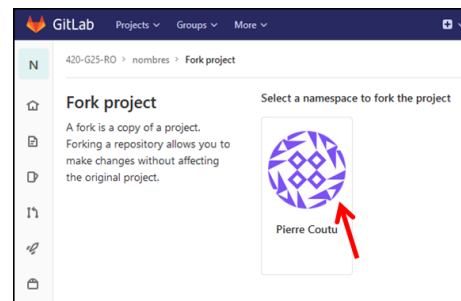 GitLab Projects Groups More
N
420-G25-RO > nombres > Fork project
Fork project
A fork is a copy of a project.
Forking a repository allows you to
make changes without affecting
the original project.
Select a namespace to fork the project
Pierre Coutu